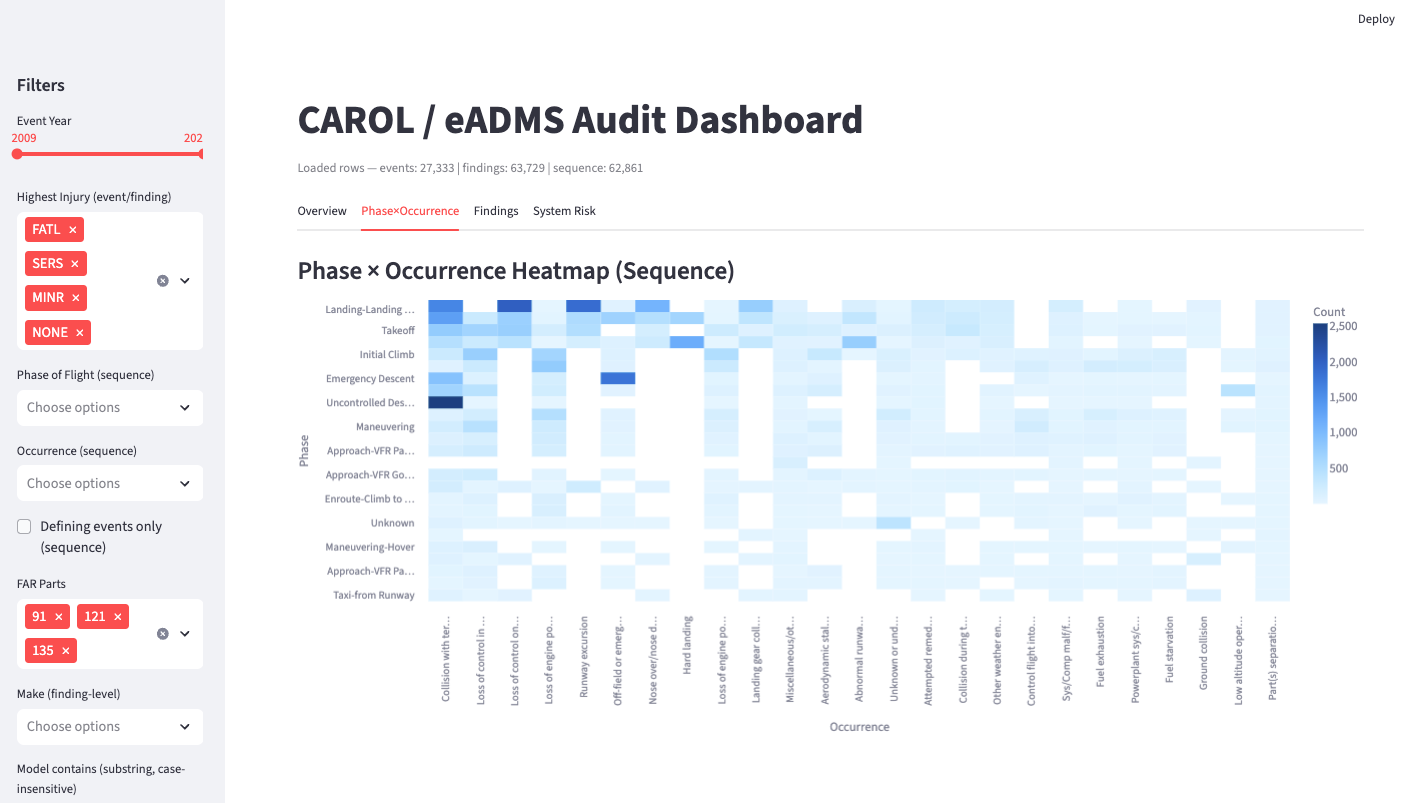 Deploy
Filters
Event Year
2009 202
Highest Injury (event/finding)
FATL ×
SERS ×
MINR ×
NONE ×
Phase of Flight (sequence)
Choose options
Occurrence (sequence)
Choose options
Defining events only
(sequence)
FAR Parts
91 × 121 ×
135 ×
Make (finding-level)
Choose options
Model contains (substring, case-
insensitive)
CAROL / eADMS Audit Dashboard
Loaded rows — events: 27,333 | findings: 63,729 | sequence: 62,861
Overview Phase×Occurrence Findings System Risk
Phase × Occurrence Heatmap (Sequence)
Phase
Landing-Landing …
Takeoff
Initial Climb
Emergency Descent
Uncontrolled Des…
Maneuvering
Approach-VFR Pa…
Approach-VFR Go…
Enroute-Climb to …
Unknown
Maneuvering-Hover
Approach-VFR Pa…
Taxi-from Runway
Collision with ter…
Loss of control in …
Loss of control on…
Loss of engine po…
Runway excursion
Off-field or emerg…
Nose over/nose d…
Hard landing
Loss of engine po…
Landing gear coll…
Miscellaneous/ot…
Aerodynamic stal…
Abnormal runwa…
Unknown or und…
Attempted remed…
Collision during t…
Other weather en…
Control flight into…
Sys/Comp malf/f…
Fuel exhaustion
Powerplant sys/c…
Fuel starvation
Ground collision
Low altitude oper…
Part(s) separatio…
Occurrence
Count
2,500
2,000
1,500
1,000
500